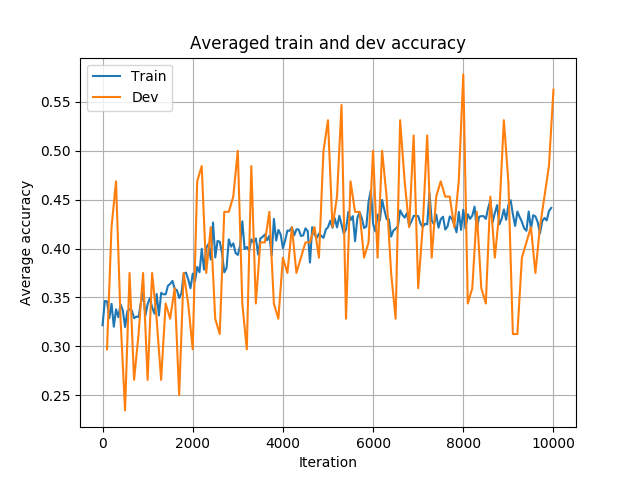 Averaged train and dev accuracy
Train
Dev
0.55
0.50
0.45
0.40
0.35
0.30
0.25
Average accuracy
0 2000 4000 6000 8000 10000
Iteration